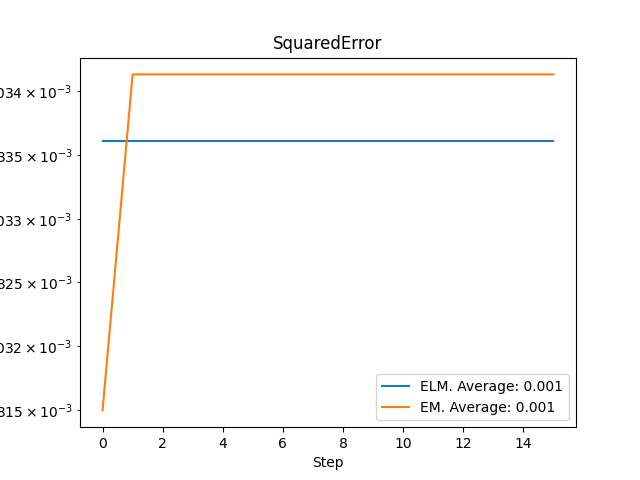 SquaredError
034 × 10⁻³
335 × 10⁻³
033 × 10⁻³
325 × 10⁻³
032 × 10⁻³
315 × 10⁻³
ELM. Average: 0.001
EM. Average: 0.001
0 2 4 6 8 10 12 14
Step